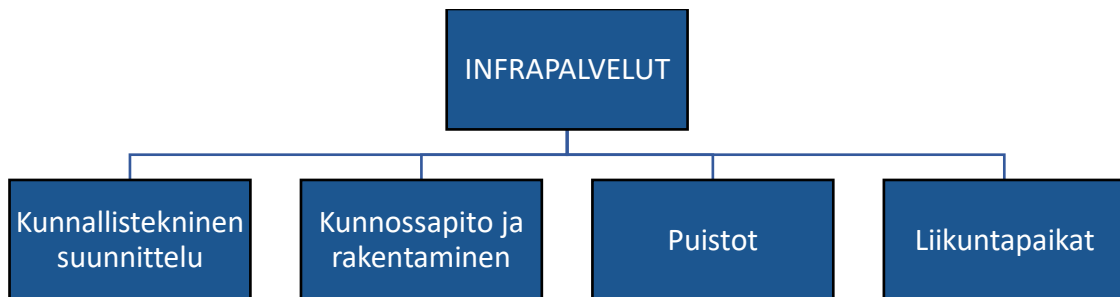 INFRAPALVELUT
Kunnallistekninen
suunnittelu
Kunnossapito ja
rakentaminen
Puistot
Liikuntapaikat